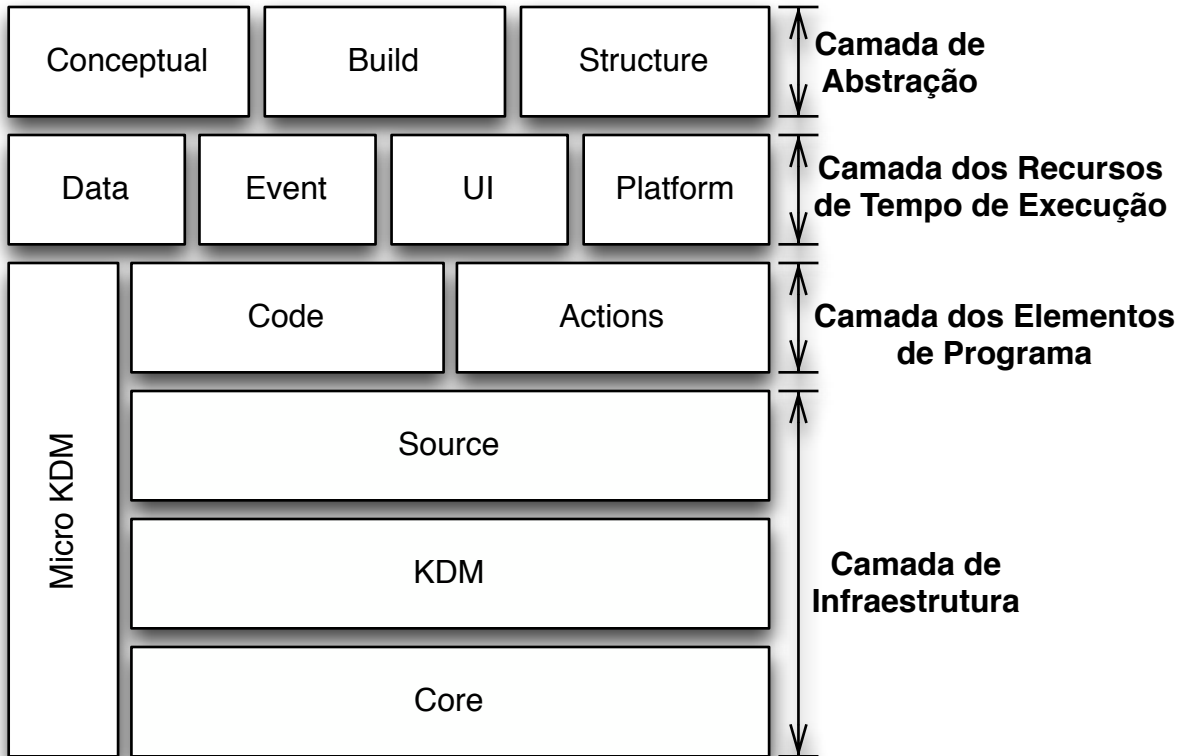 Conceptual
Build
Structure
Camada de
Abstração
Data
Event
UI
Platform
Camada dos Recursos
de Tempo de Execução
Code
Actions
Camada dos Elementos
de Programa
Micro KDM
Source
KDM
Core
Camada de
Infraestrutura